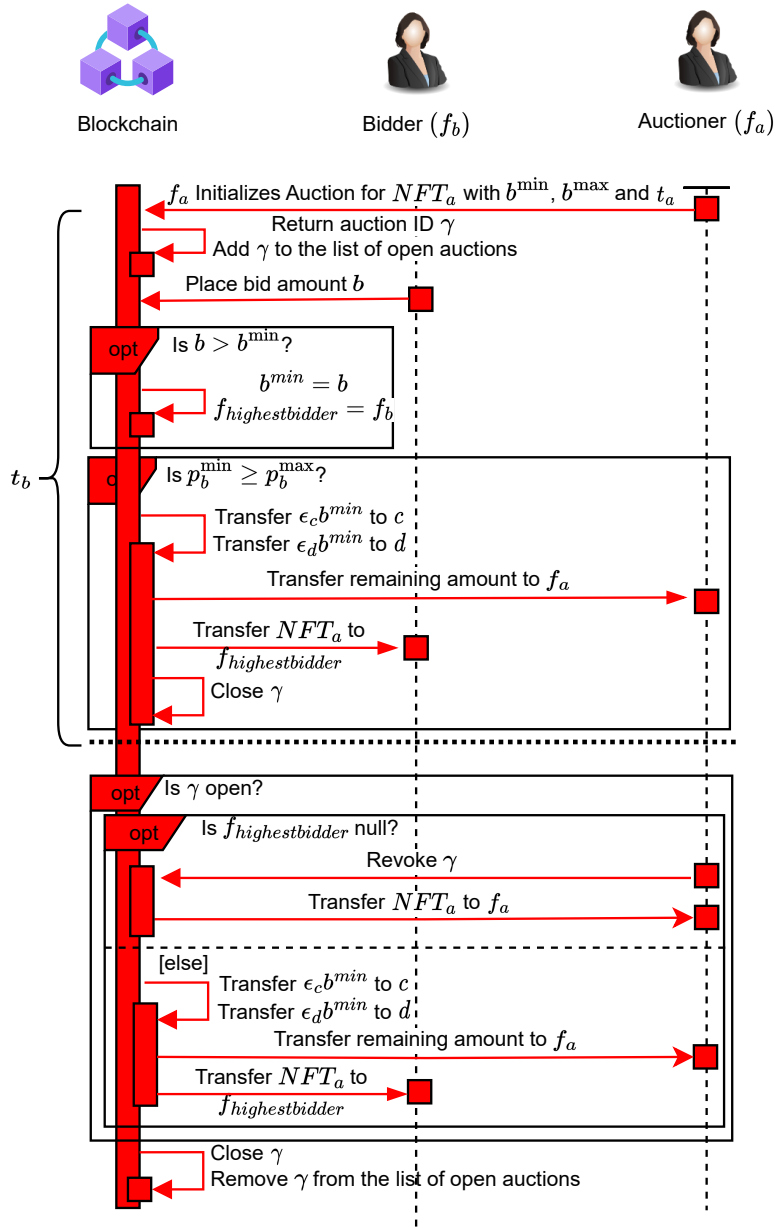 Blockchain
Bidder (f_b)
Auctioner (f_a)
f_a Initializes Auction for NFT_a with b^min, b^max and t_a
Return auction ID γ
Add γ to the list of open auctions
Place bid amount b
opt
Is b > b^min?
b^min = b
f_highestbidder = f_b
t_b
Is p_b^min ≥ p_b^max?
Transfer ϵ_c b^min to c
Transfer ϵ_d b^min to d
Transfer remaining amount to f_a
Transfer NFT_a to
f_highestbidder
Close γ
opt
Is γ open?
opt
Is f_highestbidder null?
Revoke γ
Transfer NFT_a to f_a
[else]
Transfer ϵ_c b^min to c
Transfer ϵ_d b^min to d
Transfer remaining amount to f_a
Transfer NFT_a to
f_highestbidder
Close γ
Remove γ from the list of open auctions